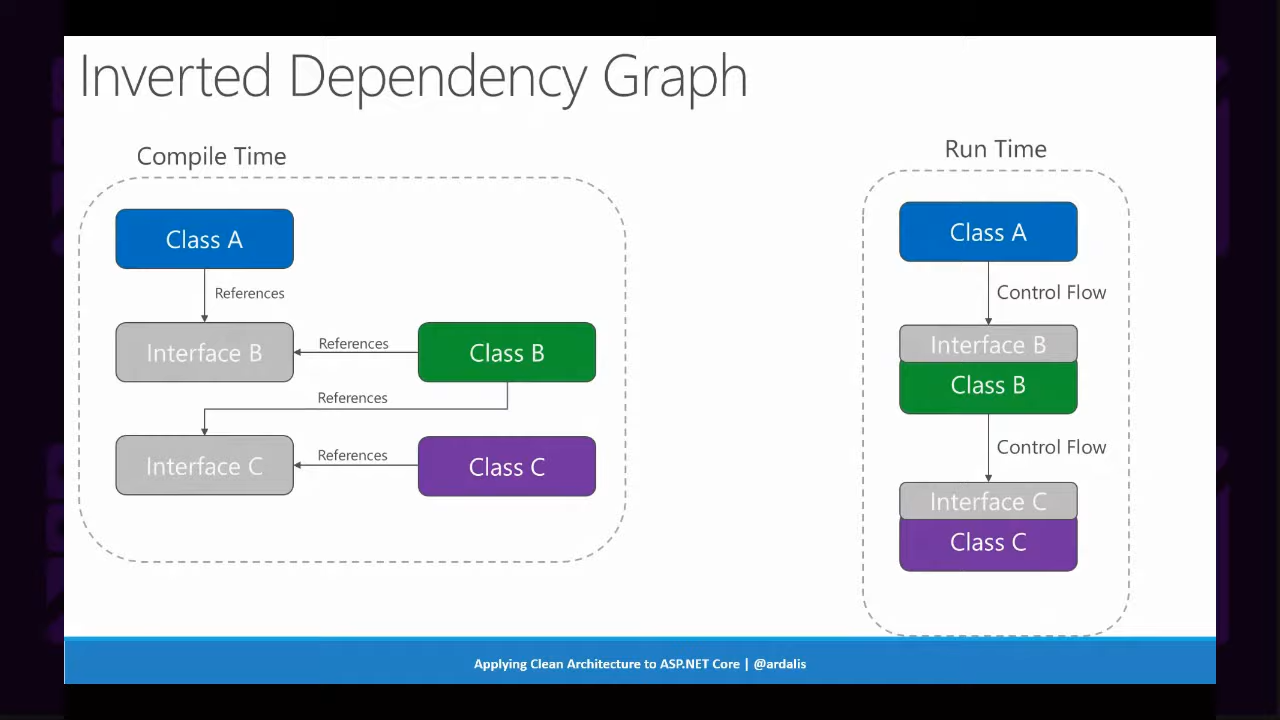 Inverted Dependency Graph
Compile Time
Class A
References
Interface B
References
Class B
References
Interface C
References
Class C
Run Time
Class A
Control Flow
Interface B
Class B
Control Flow
Interface C
Class C
Applying Clean Architecture to ASP.NET Core | @ardalis